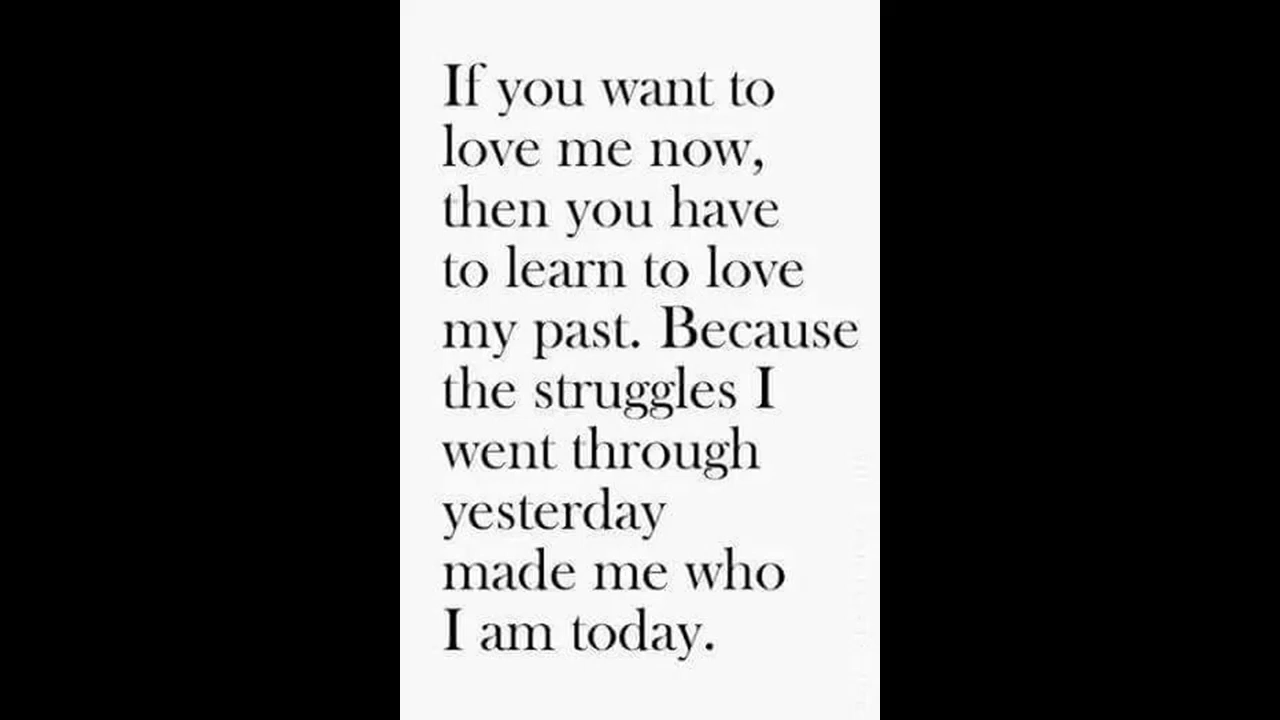 If you want to
love me now,
then you have
to learn to love
my past. Because
the struggles I
went through
yesterday
made me who
I am today.